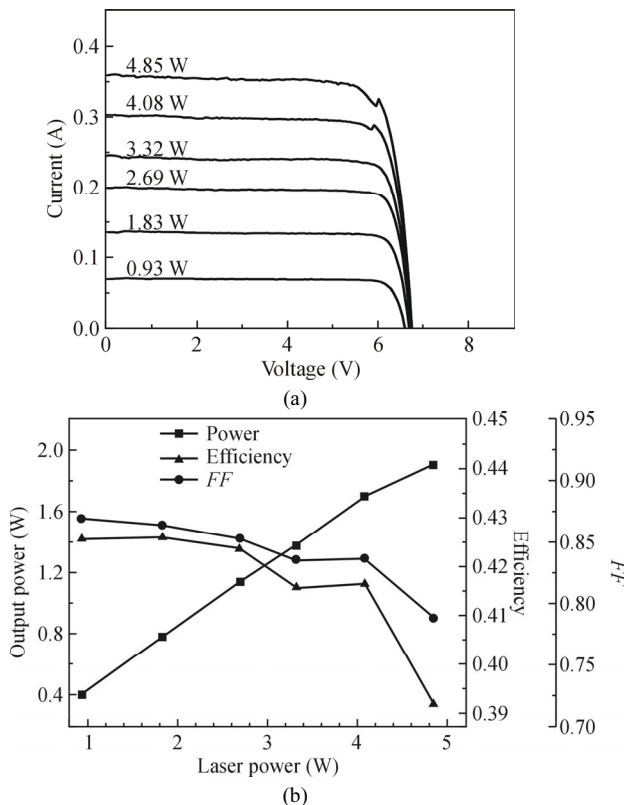 0.4
4.85 W
4.08 W
0.3
3.32 W
0.2
2.69 W
1.83 W
0.1
0.93 W
0.0
0 2 4 6 8
Current (A)
Voltage (V)
(a)
Power
Efficiency
FF
2.0
1.6
1.2
0.8
0.4
Output power (W)
0.45
0.44
0.43
0.42
0.41
0.40
0.39
Efficiency
0.95
0.90
0.85
0.80
0.75
0.70
FF
1 2 3 4 5
Laser power (W)
(b)